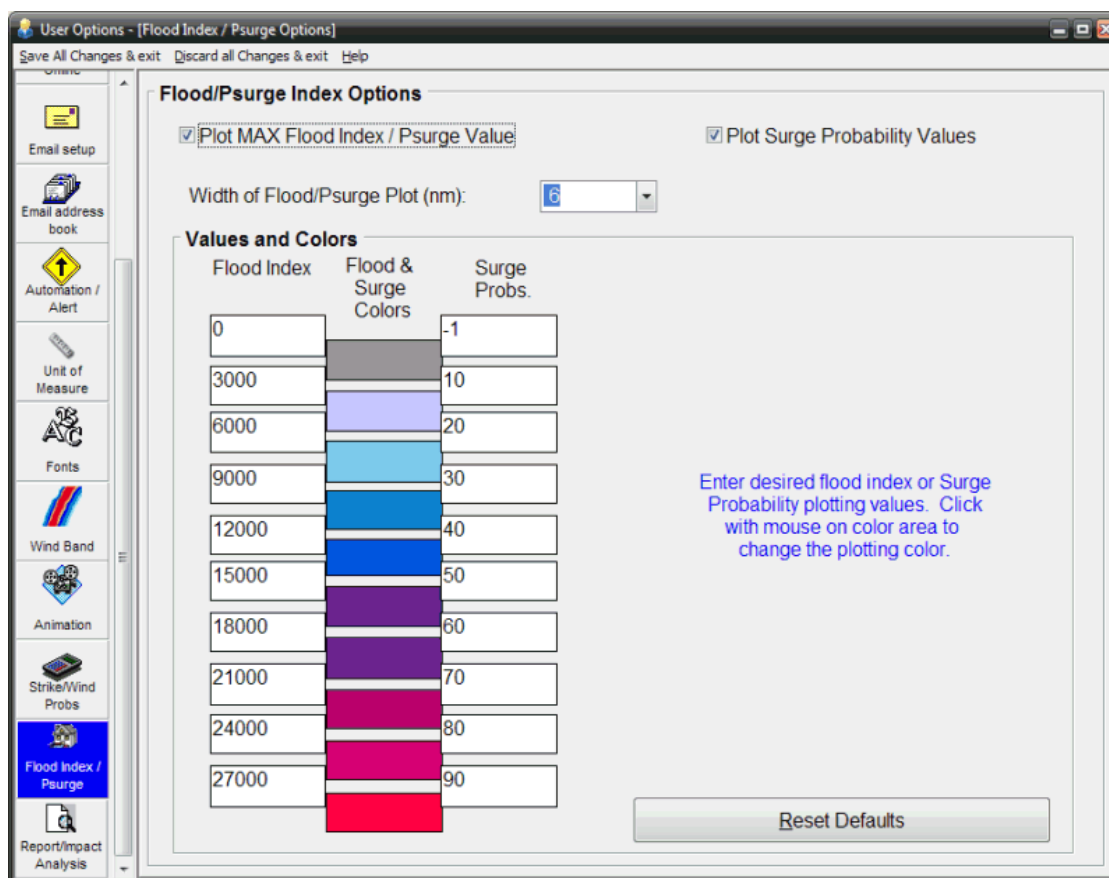 User Options - [Flood Index / Psurge Options]
Save All Changes & exit Discard all Changes & exit Help
Online
Email setup
Email address
book
Automation /
Alert
Unit of
Measure
Fonts
Wind Band
Animation
Strike/Wind
Probs
Flood Index /
Psurge
Report/Impact
Analysis
Flood/Psurge Index Options
Plot MAX Flood Index / Psurge Value
Plot Surge Probability Values
Width of Flood/Psurge Plot (nm):
6
Values and Colors
Flood Index
Flood &
Surge
Colors
Surge
Probs.
0 -1
3000 10
6000 20
9000 30
12000 40
15000 50
18000 60
21000 70
24000 80
27000 90
Enter desired flood index or Surge
Probability plotting values. Click
with mouse on color area to
change the plotting color.
Reset Defaults